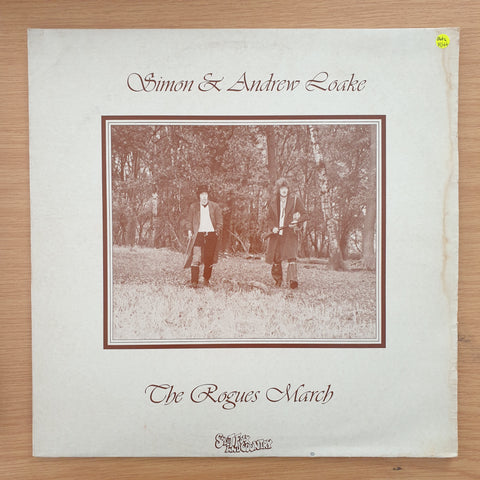 Simon & Andrew Loake
The Rogues March